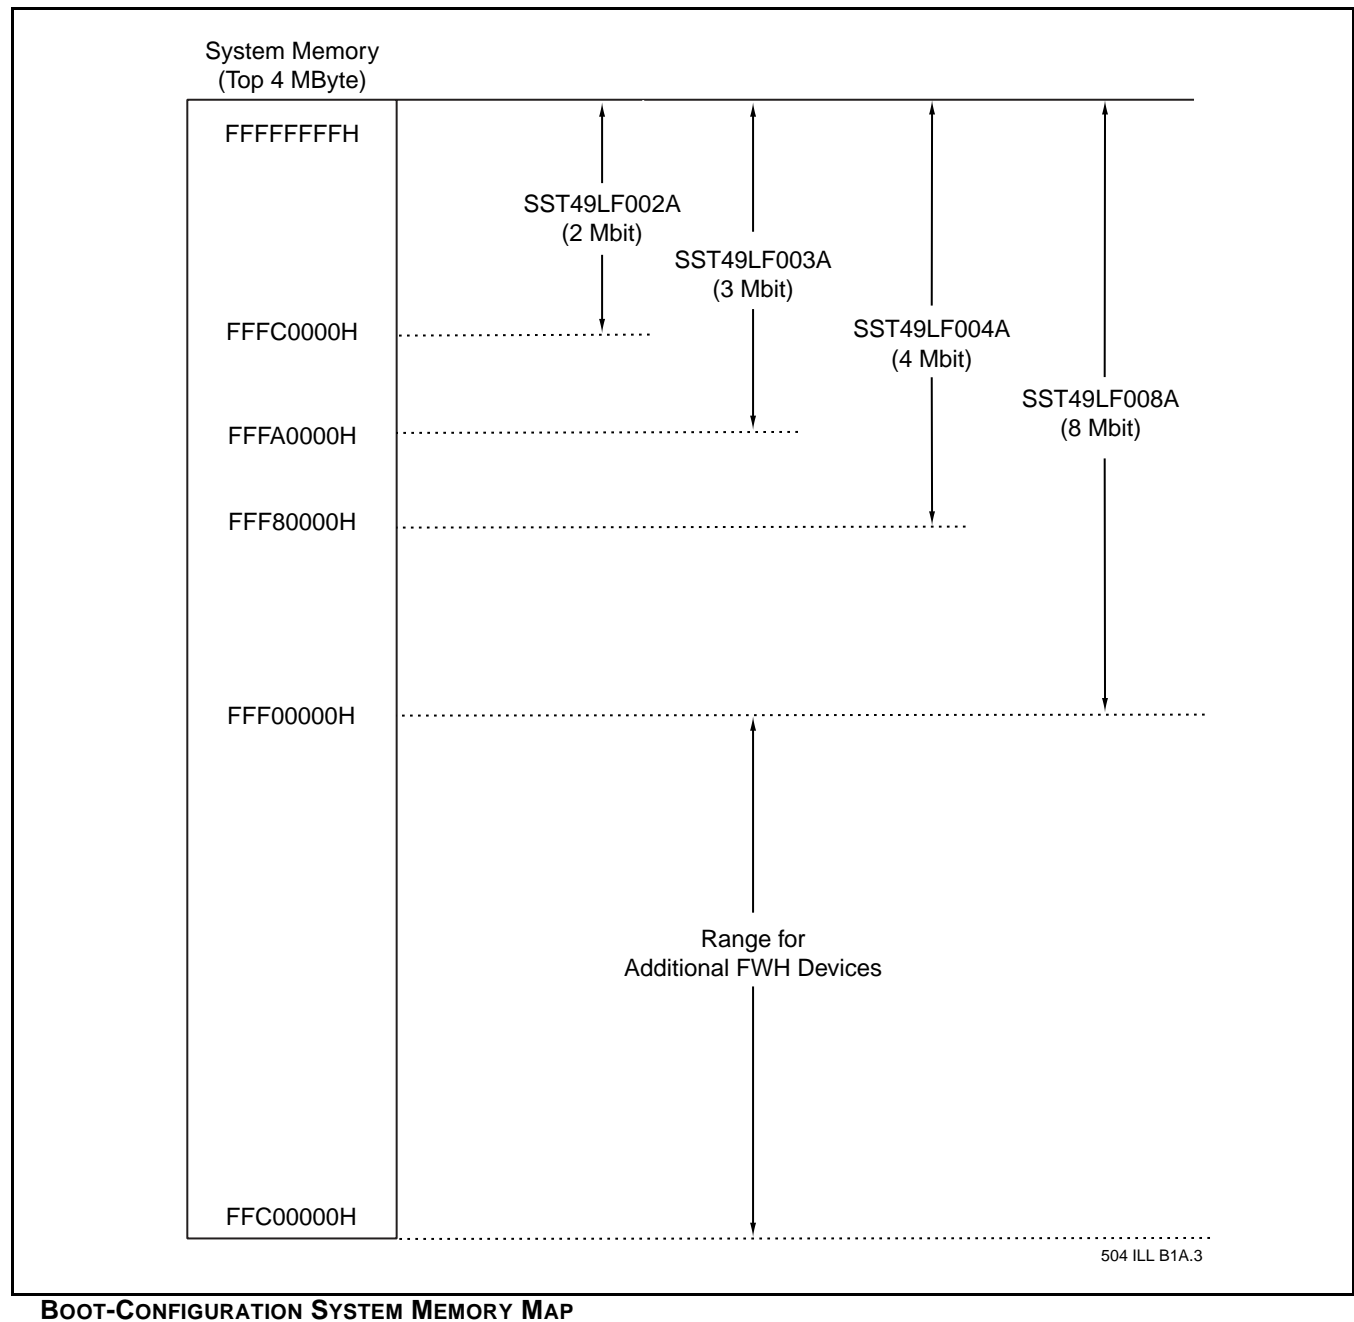 System Memory
(Top 4 MByte)
FFFFFFFFH
SST49LF002A
(2 Mbit)
SST49LF003A
(3 Mbit)
FFFC0000H
SST49LF004A
(4 Mbit)
SST49LF008A
(8 Mbit)
FFFA0000H
FFF80000H
FFF00000H
Range for
Additional FWH Devices
FFC00000H
504 ILL B1A.3
BOOT-CONFIGURATION SYSTEM MEMORY MAP